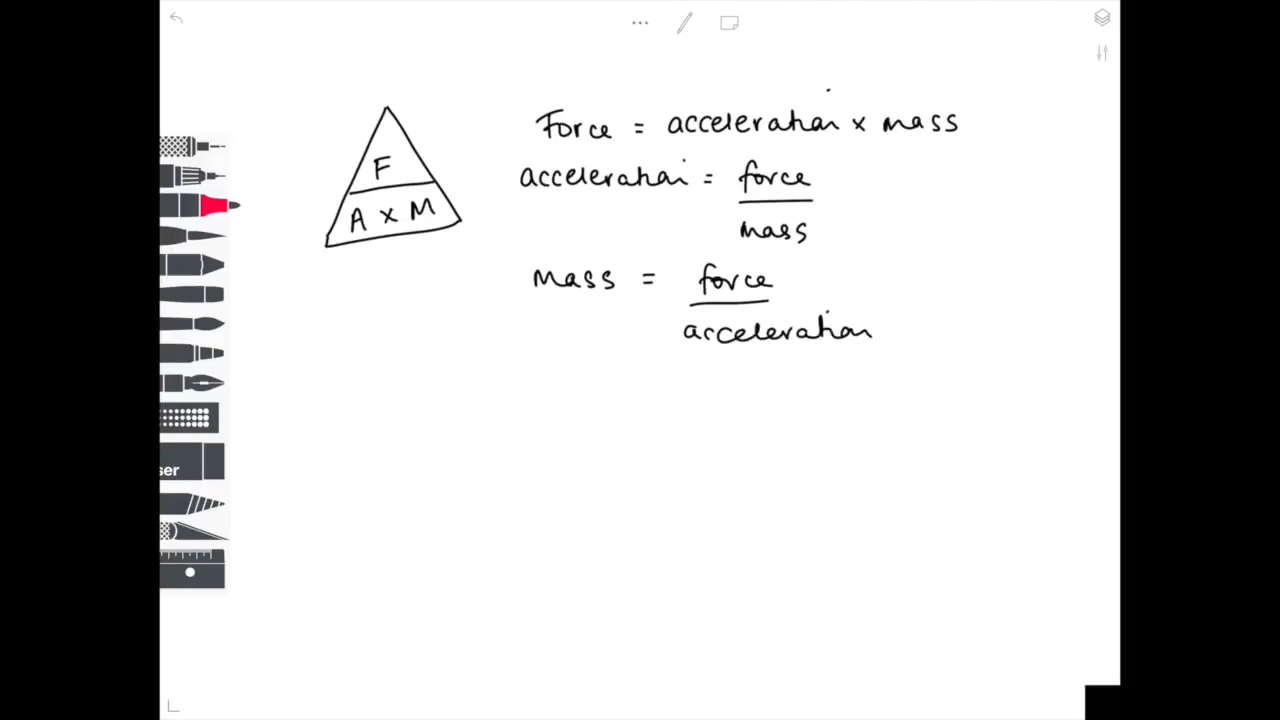 F
A x M
Force = acceleration x mass
acceleration = force
mass
mass = force
acceleration
ser